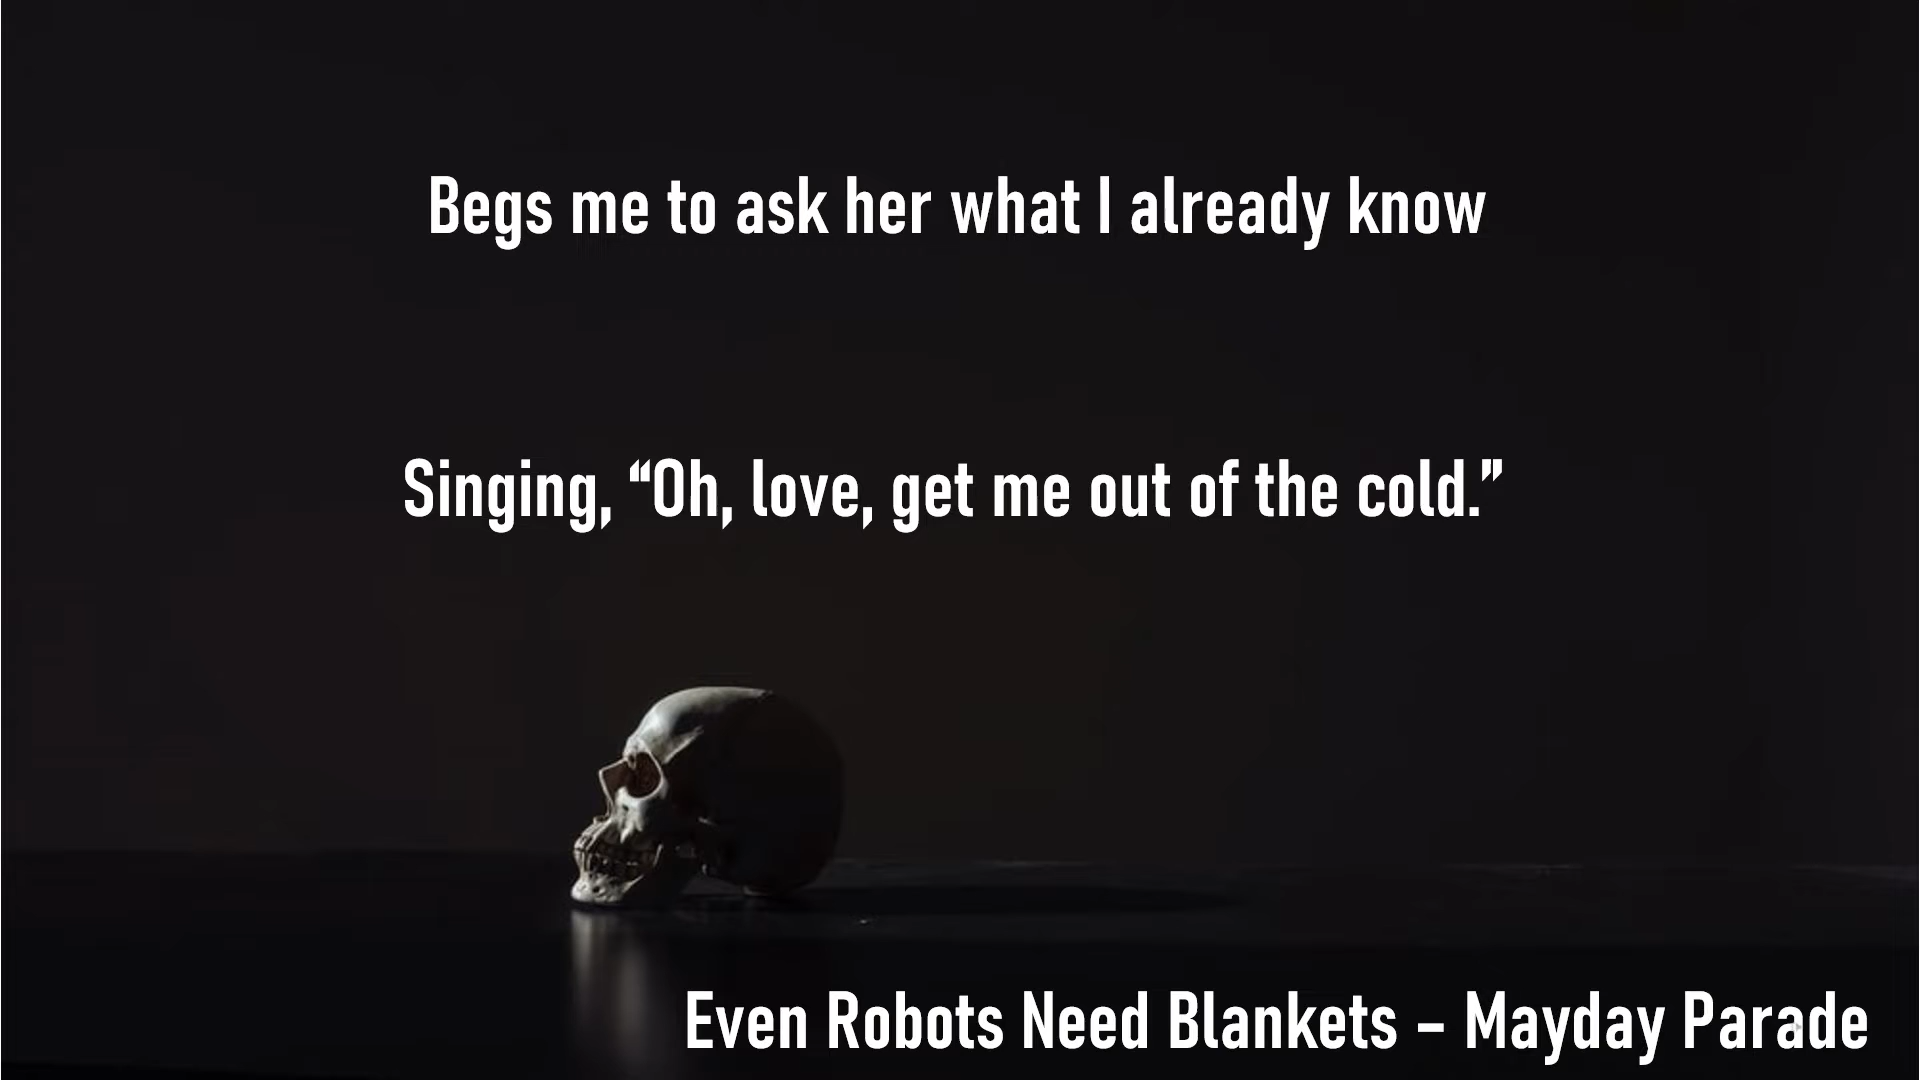 Begs me to ask her what I already know
Singing, “Oh, love, get me out of the cold.”
Even Robots Need Blankets – Mayday Parade